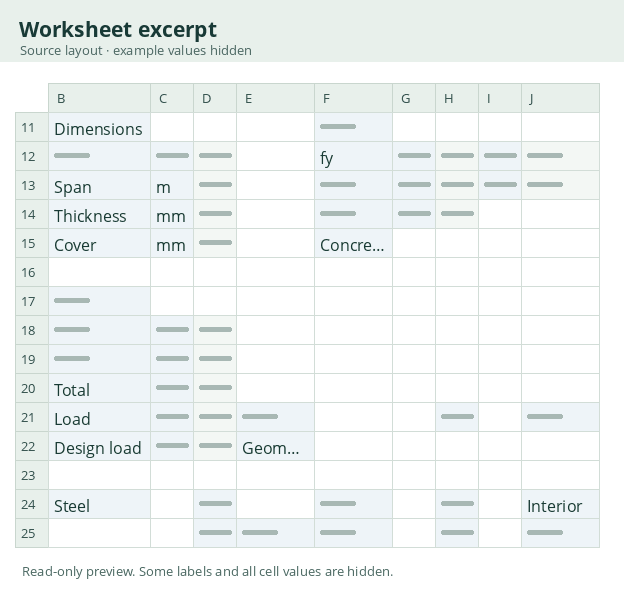 Worksheet excerpt
Source layout · example values hidden
B C D E F G H I J
11 Dimensions
12 fy
13 Span m
14 Thickness mm
15 Cover mm Concre...
16
17
18
19
20 Total
21 Load
22 Design load Geom...
23
24 Steel Interior
25
Read-only preview. Some labels and all cell values are hidden.